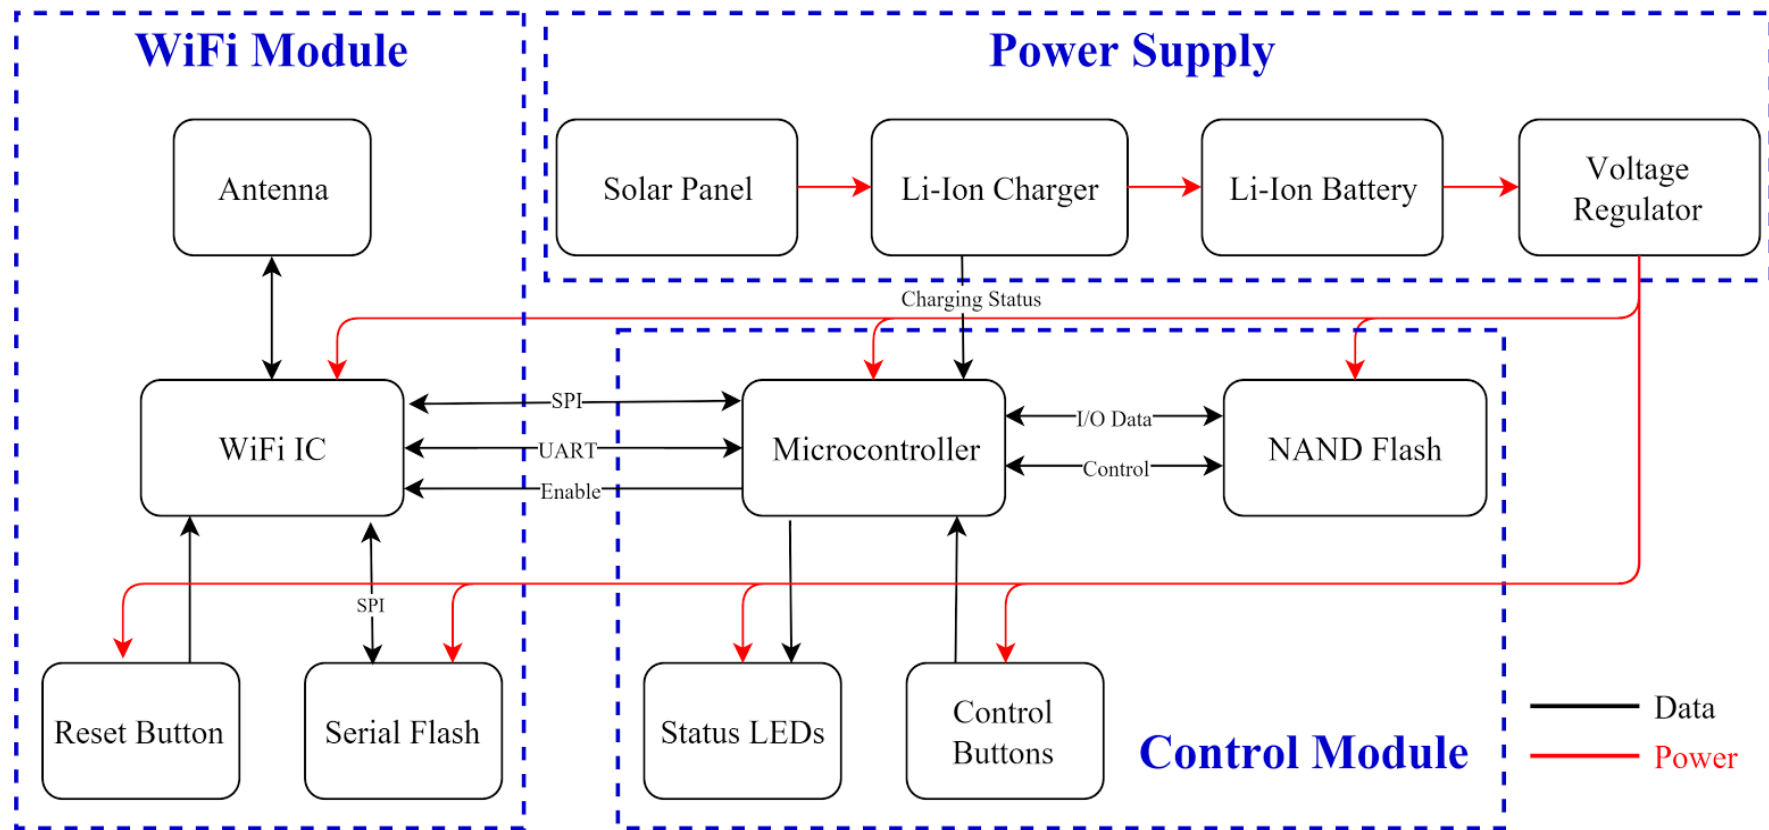 WiFi Module
Power Supply
Antenna
Solar Panel
Li-Ion Charger
Li-Ion Battery
Voltage
Regulator
Charging Status
WiFi IC
SPI
UART
Enable
Microcontroller
I/O Data
Control
NAND Flash
SPI
Reset Button
Serial Flash
Status LEDs
Control
Buttons
Control Module
Data
Power